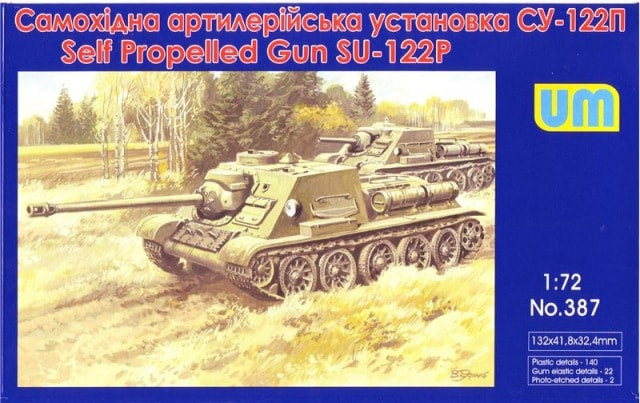 Самохідна артилерійська установка СУ-122П
Self Propelled Gun SU-122P
um
1:72
No.387
132x41,8x32,4mm
Plastic details - 140
Gum elastic details - 22
Photo-etched details - 2